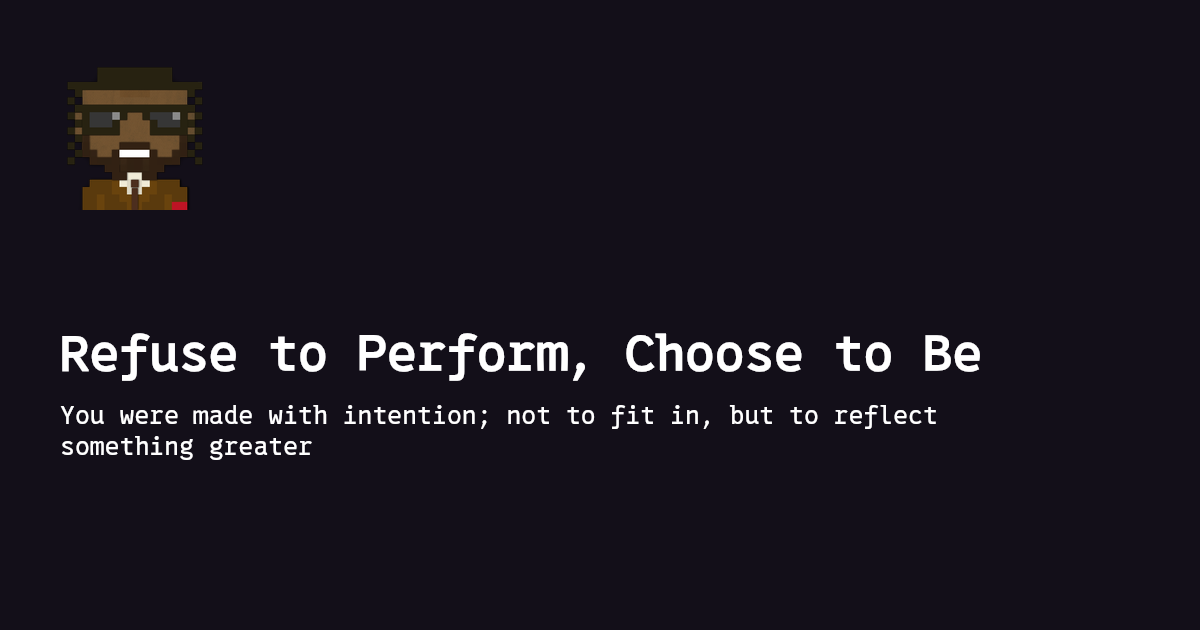 Refuse to Perform, Choose to Be
You were made with intention; not to fit in, but to reflect
something greater